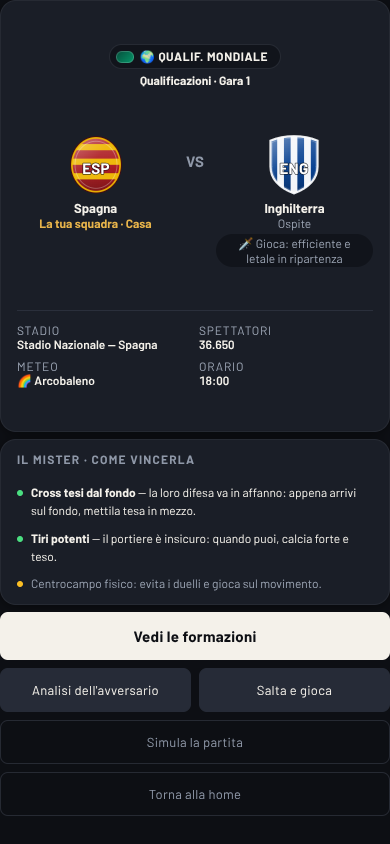 🌍 QUALIF. MONDIALE
Qualificazioni · Gara 1
ESP
VS
ENG
Spagna
La tua squadra · Casa
Inghilterra
Ospite
🗡️ Gioca: efficiente e
letale in ripartenza
STADIO
Stadio Nazionale — Spagna
SPETTATORI
36.650
METEO
🌈 Arcobaleno
ORARIO
18:00
IL MISTER · COME VINCERLA
Cross tesi dal fondo — la loro difesa va in affanno: appena arrivi
sul fondo, mettila tesa in mezzo.
Tiri potenti — il portiere è insicuro: quando puoi, calcia forte e
teso.
Centrocampo fisico: evita i duelli e gioca sul movimento.
Vedi le formazioni
Analisi dell'avversario
Salta e gioca
Simula la partita
Torna alla home